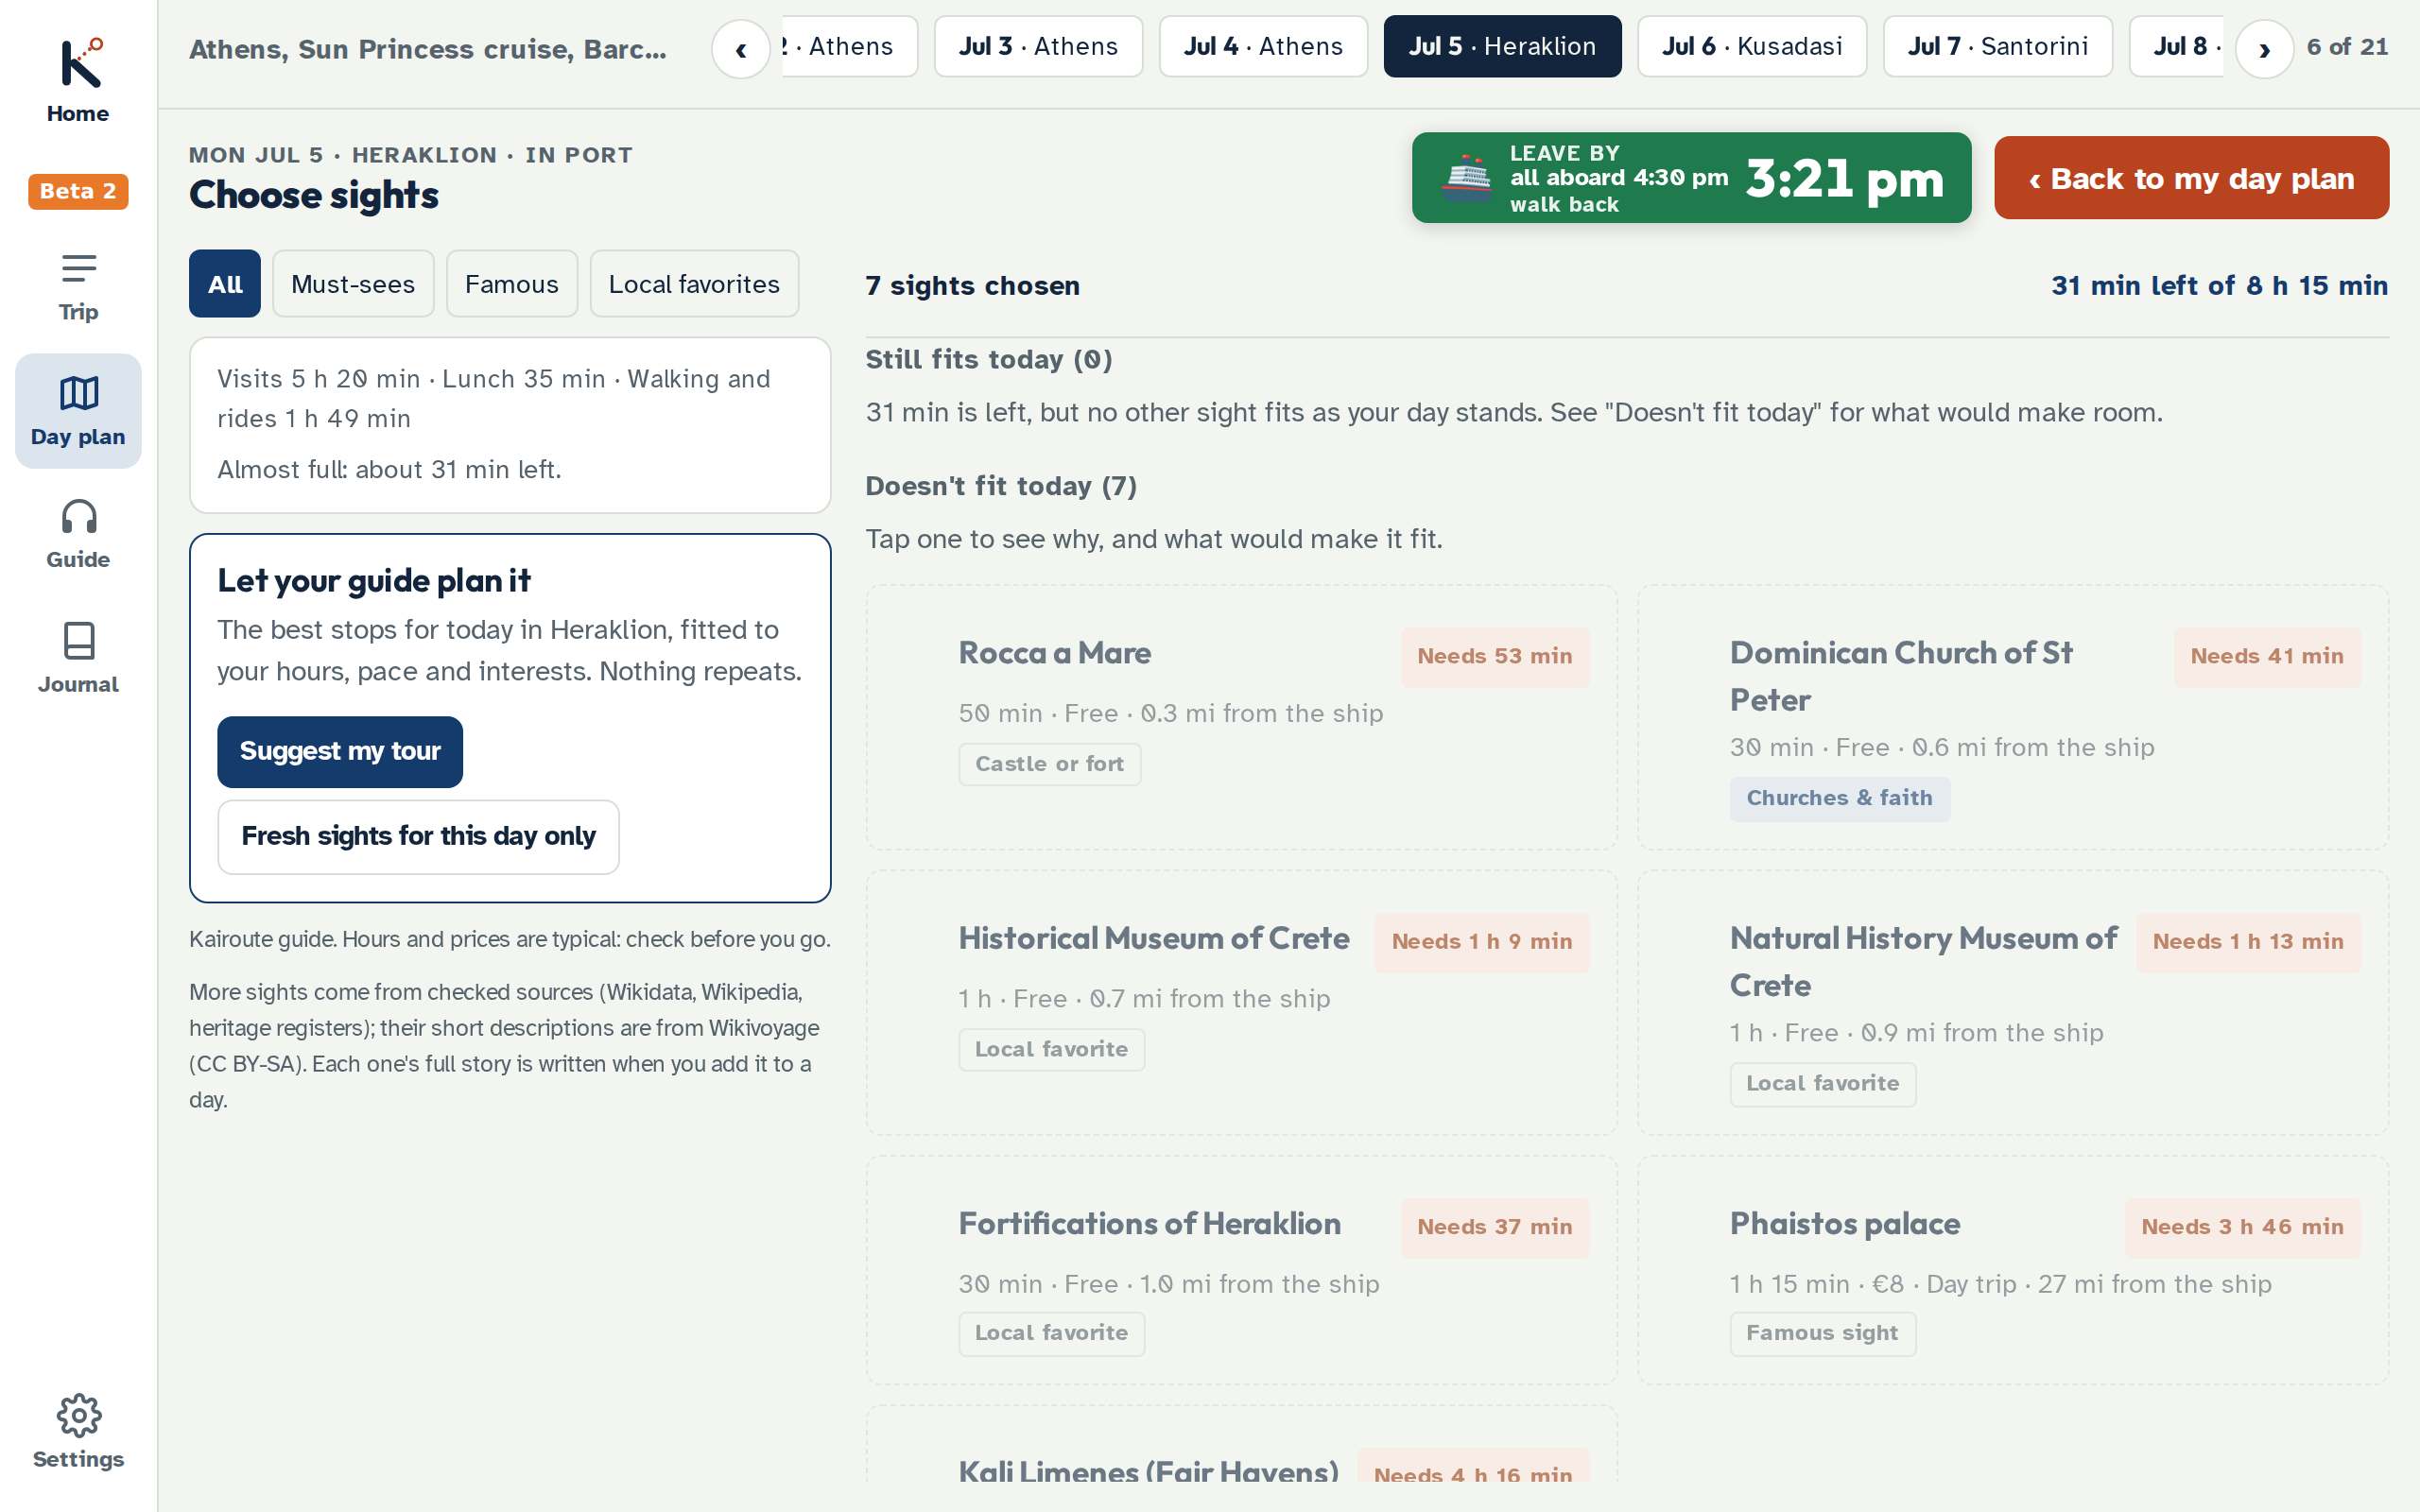 Home
Beta 2
Trip
Day plan
Guide
Journal
Settings
Athens, Sun Princess cruise, Barc...
‹
2 · Athens
Jul 3 · Athens
Jul 4 · Athens
Jul 5 · Heraklion
Jul 6 · Kusadasi
Jul 7 · Santorini
Jul 8 ·
›
6 of 21
MON JUL 5 · HERAKLION · IN PORT
Choose sights
LEAVE BY
all aboard 4:30 pm
walk back
3:21 pm
‹ Back to my day plan
All
Must-sees
Famous
Local favorites
Visits 5 h 20 min · Lunch 35 min · Walking and
rides 1 h 49 min
Almost full: about 31 min left.
Let your guide plan it
The best stops for today in Heraklion, fitted to
your hours, pace and interests. Nothing repeats.
Suggest my tour
Fresh sights for this day only
Kairoute guide. Hours and prices are typical: check before you go.
More sights come from checked sources (Wikidata, Wikipedia,
heritage registers); their short descriptions are from Wikivoyage
(CC BY-SA). Each one's full story is written when you add it to a
day.
7 sights chosen
31 min left of 8 h 15 min
Still fits today (0)
31 min is left, but no other sight fits as your day stands. See "Doesn't fit today" for what would make room.
Doesn't fit today (7)
Tap one to see why, and what would make it fit.
Rocca a Mare
Needs 53 min
50 min · Free · 0.3 mi from the ship
Castle or fort
Dominican Church of St
Peter
Needs 41 min
30 min · Free · 0.6 mi from the ship
Churches & faith
Historical Museum of Crete
Needs 1 h 9 min
1 h · Free · 0.7 mi from the ship
Local favorite
Natural History Museum of
Crete
Needs 1 h 13 min
1 h · Free · 0.9 mi from the ship
Local favorite
Fortifications of Heraklion
Needs 37 min
30 min · Free · 1.0 mi from the ship
Local favorite
Phaistos palace
Needs 3 h 46 min
1 h 15 min · €8 · Day trip · 27 mi from the ship
Famous sight
Kali Limenes (Fair Havens)
Needs 4 h 16 min